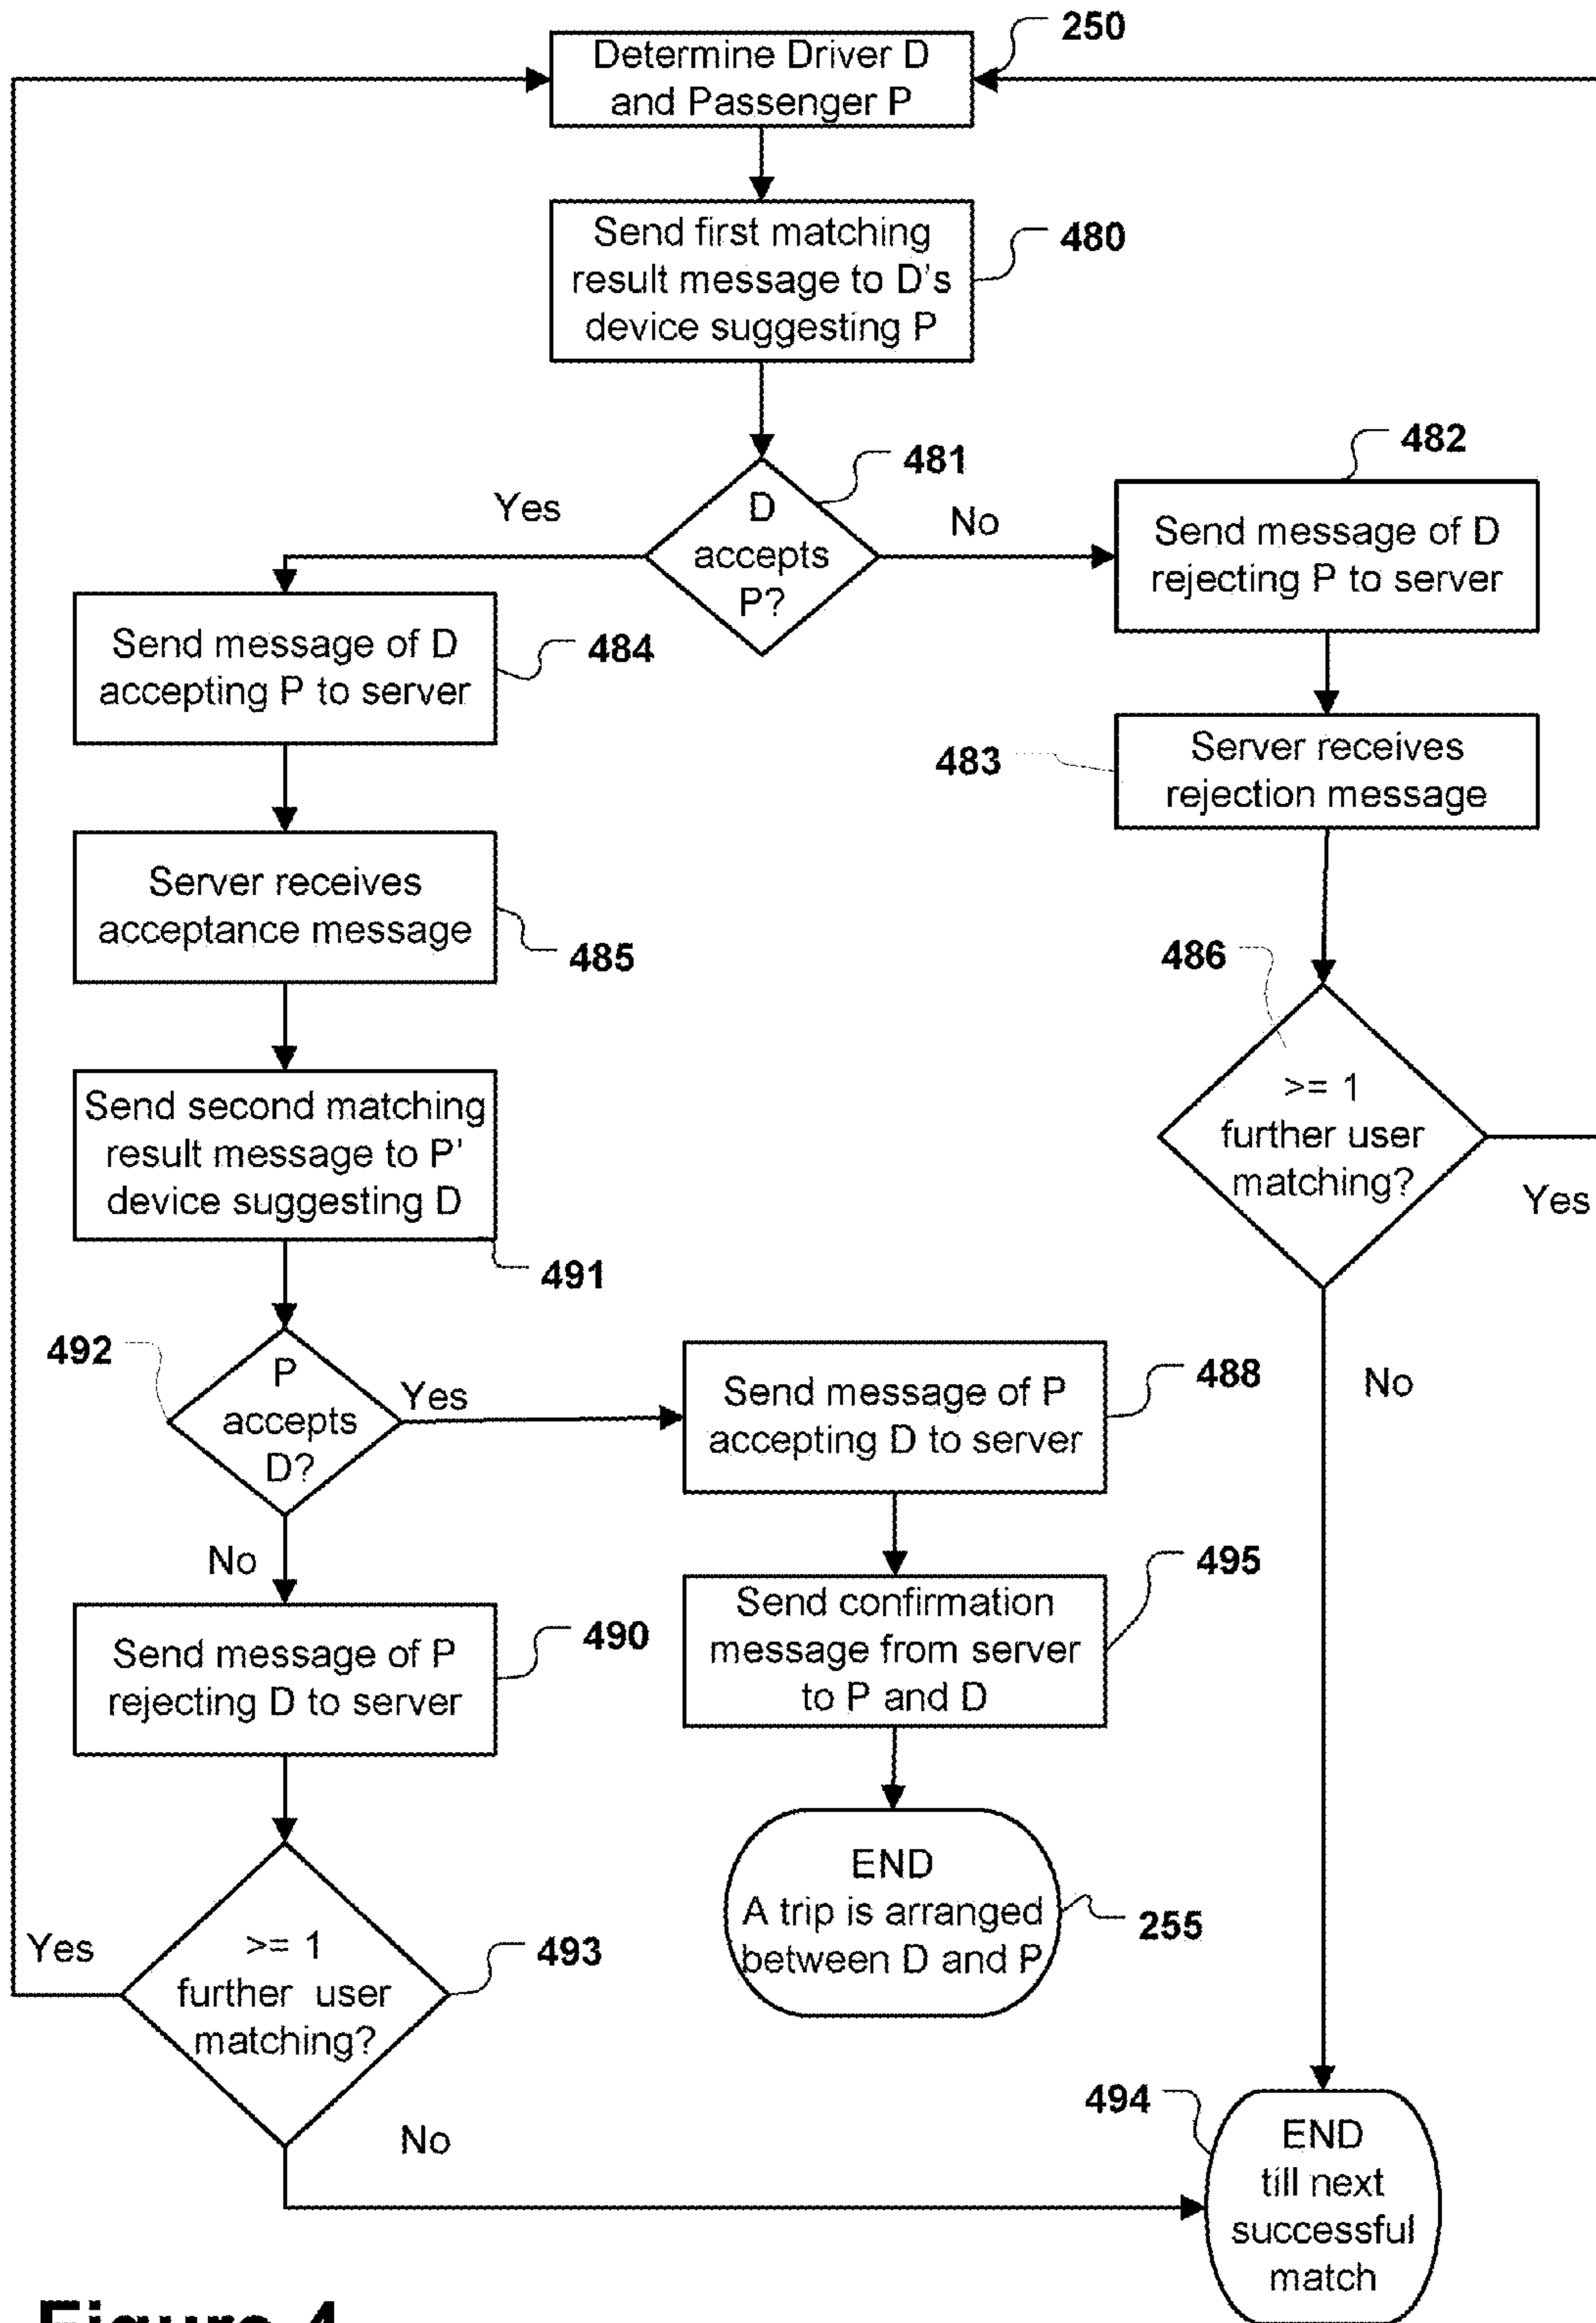 250
Determine Driver D
and Passenger P
Send first matching
result message to D's
device suggesting P
480
481
D
accepts
P?
Yes
No
482
Send message of D
rejecting P to server
Send message of D
accepting P to server
484
483
Server receives
rejection message
Server receives
acceptance message
485
486
>= 1
further user
matching?
Yes
No
Send second matching
result message to P'
device suggesting D
491
492
P
accepts
D?
Yes
No
Send message of P
accepting D to server
488
Send confirmation
message from server
to P and D
495
Send message of P
rejecting D to server
490
END
A trip is arranged
between D and P
255
>= 1
further user
matching?
493
Yes
No
494
END
till next
successful
match
Figure 4